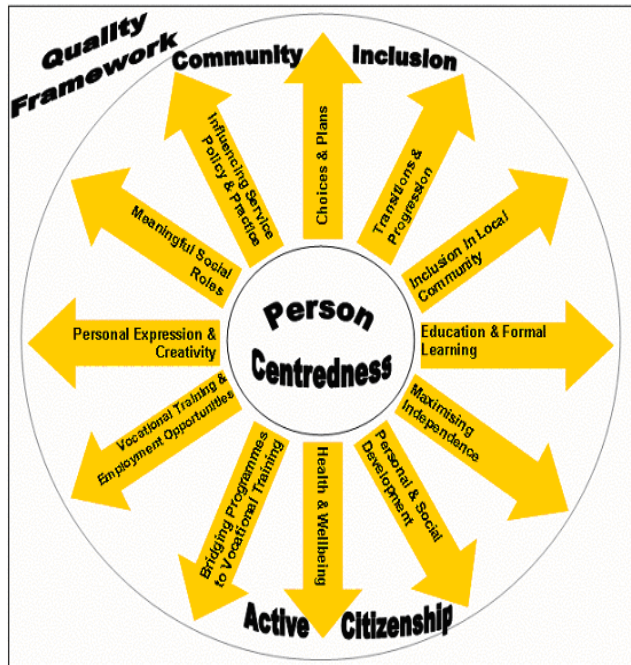 Quality
Framework
Community Inclusion
Choices & Plans
Transitions &
Progression
Inclusion In Local
Community
Education & Formal
Learning
Maximising
Independence
Personal & Social
Development
Health & Wellbeing
Bridging Programmes
to Vocational Training
Vocational Training &
Employment Opportunities
Personal Expression &
Creativity
Meaningful Social
Roles
Influencing Service
Policy & Practice
Person
Centredness
Active Citizenship